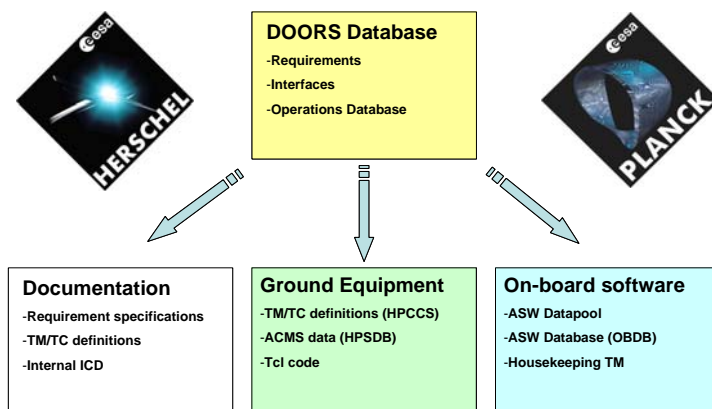 esa
HERSCHEL
DOORS Database
-Requirements
-Interfaces
-Operations Database
esa
PLANCK
Documentation
-Requirement specifications
-TM/TC definitions
-Internal ICD
Ground Equipment
-TM/TC definitions (HPCCS)
-ACMS data (HPSDB)
-Tcl code
On-board software
-ASW Datapool
-ASW Database (OBDB)
-Housekeeping TM